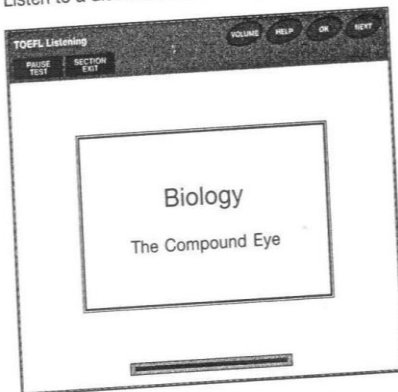 Listen to a
TOEFL Listening
VOLUME HELP OK NEXT
PAUSE TEST
SECTION EXIT
Biology
The Compound Eye